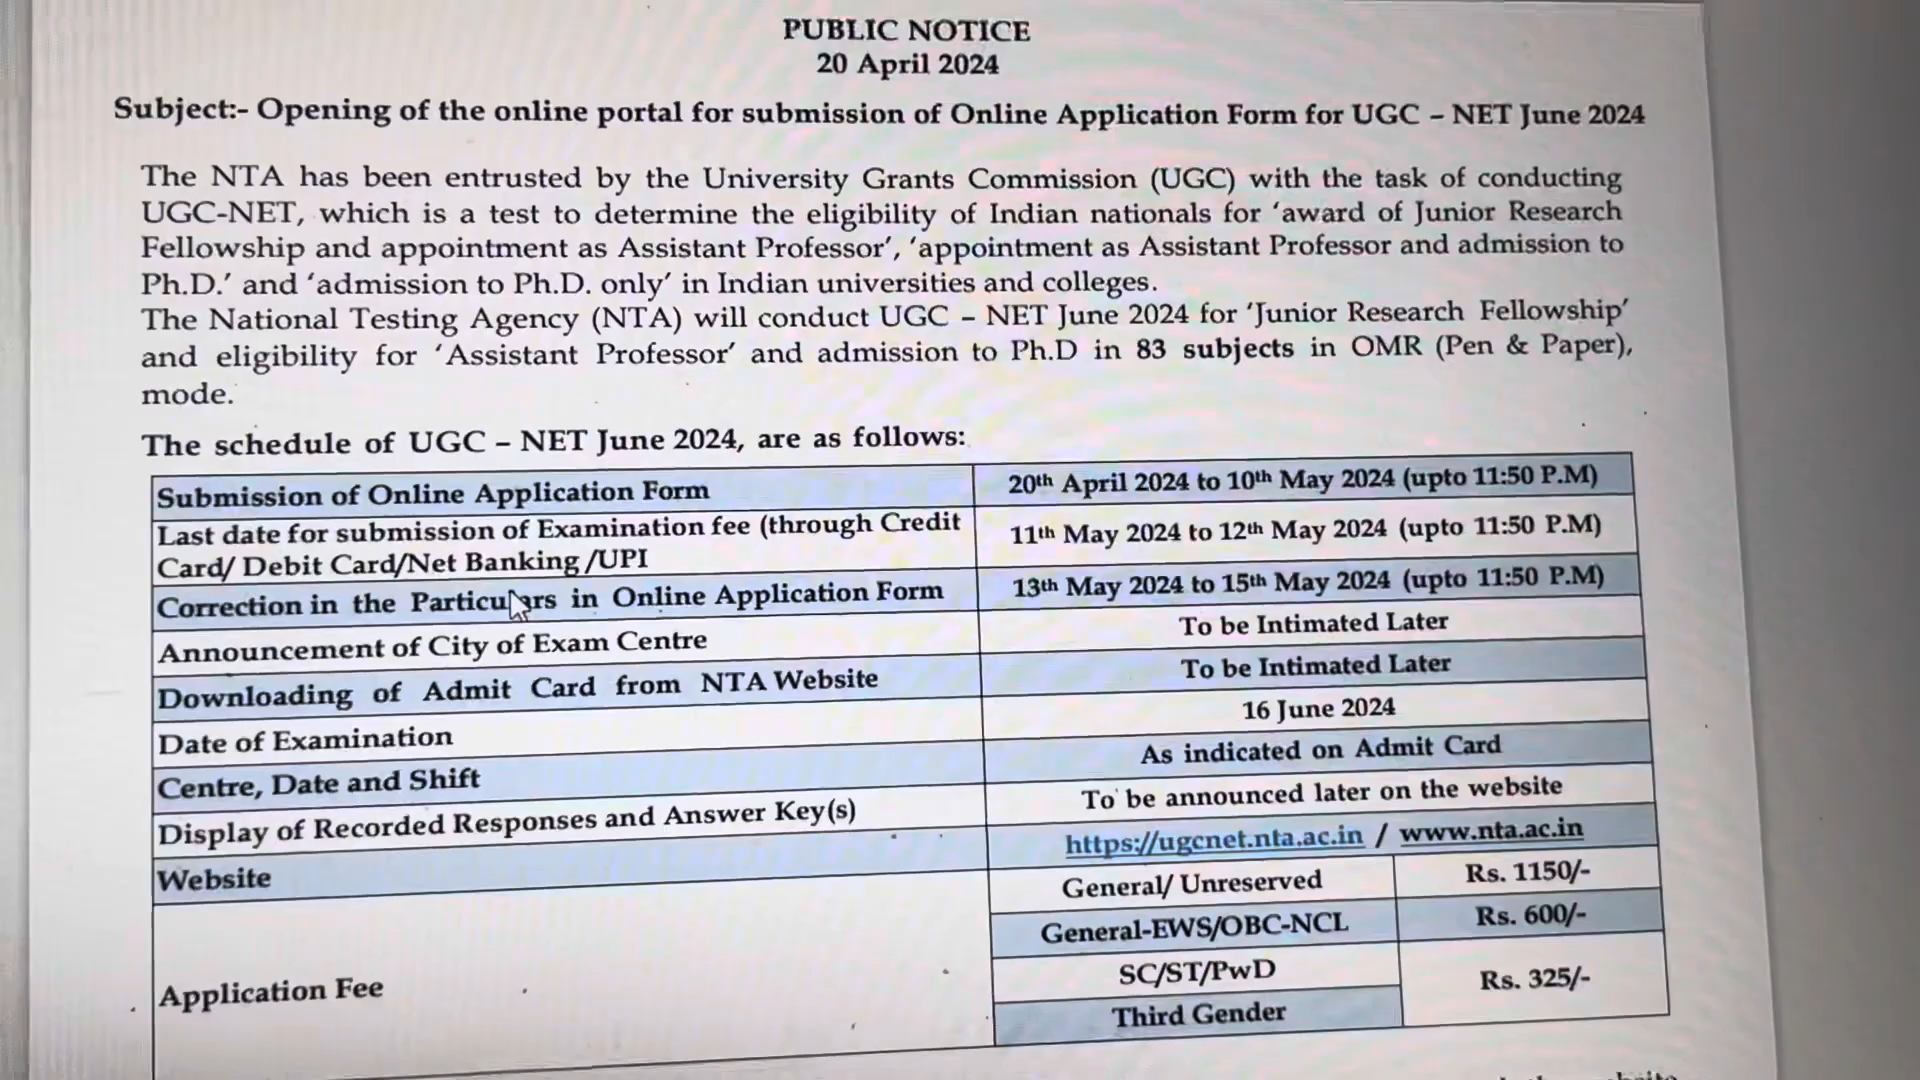 PUBLIC NOTICE
20 April 2024
Subject:- Opening of the online portal for submission of Online Application Form for UGC – NET June 2024
The NTA has been entrusted by the University Grants Commission (UGC) with the task of conducting
UGC-NET, which is a test to determine the eligibility of Indian nationals for ‘award of Junior Research
Fellowship and appointment as Assistant Professor’, ‘appointment as Assistant Professor and admission to
Ph.D.’ and ‘admission to Ph.D. only’ in Indian universities and colleges.
The National Testing Agency (NTA) will conduct UGC – NET June 2024 for ‘Junior Research Fellowship’
and eligibility for ‘Assistant Professor’ and admission to Ph.D in 83 subjects in OMR (Pen & Paper),
mode.
The schedule of UGC – NET June 2024, are as follows:
Submission of Online Application Form 20th April 2024 to 10th May 2024 (upto 11:50 P.M)
Last date for submission of Examination fee (through Credit
Card/ Debit Card/Net Banking /UPI 11th May 2024 to 12th May 2024 (upto 11:50 P.M)
Correction in the Particulars in Online Application Form 13th May 2024 to 15th May 2024 (upto 11:50 P.M)
Announcement of City of Exam Centre To be Intimated Later
Downloading of Admit Card from NTA Website To be Intimated Later
Date of Examination 16 June 2024
Centre, Date and Shift As indicated on Admit Card
Display of Recorded Responses and Answer Key(s) To be announced later on the website
Website https://ugcnet.nta.ac.in / www.nta.ac.in
Application Fee
General/ Unreserved Rs. 1150/-
General-EWS/OBC-NCL Rs. 600/-
SC/ST/PwD Rs. 325/-
Third Gender